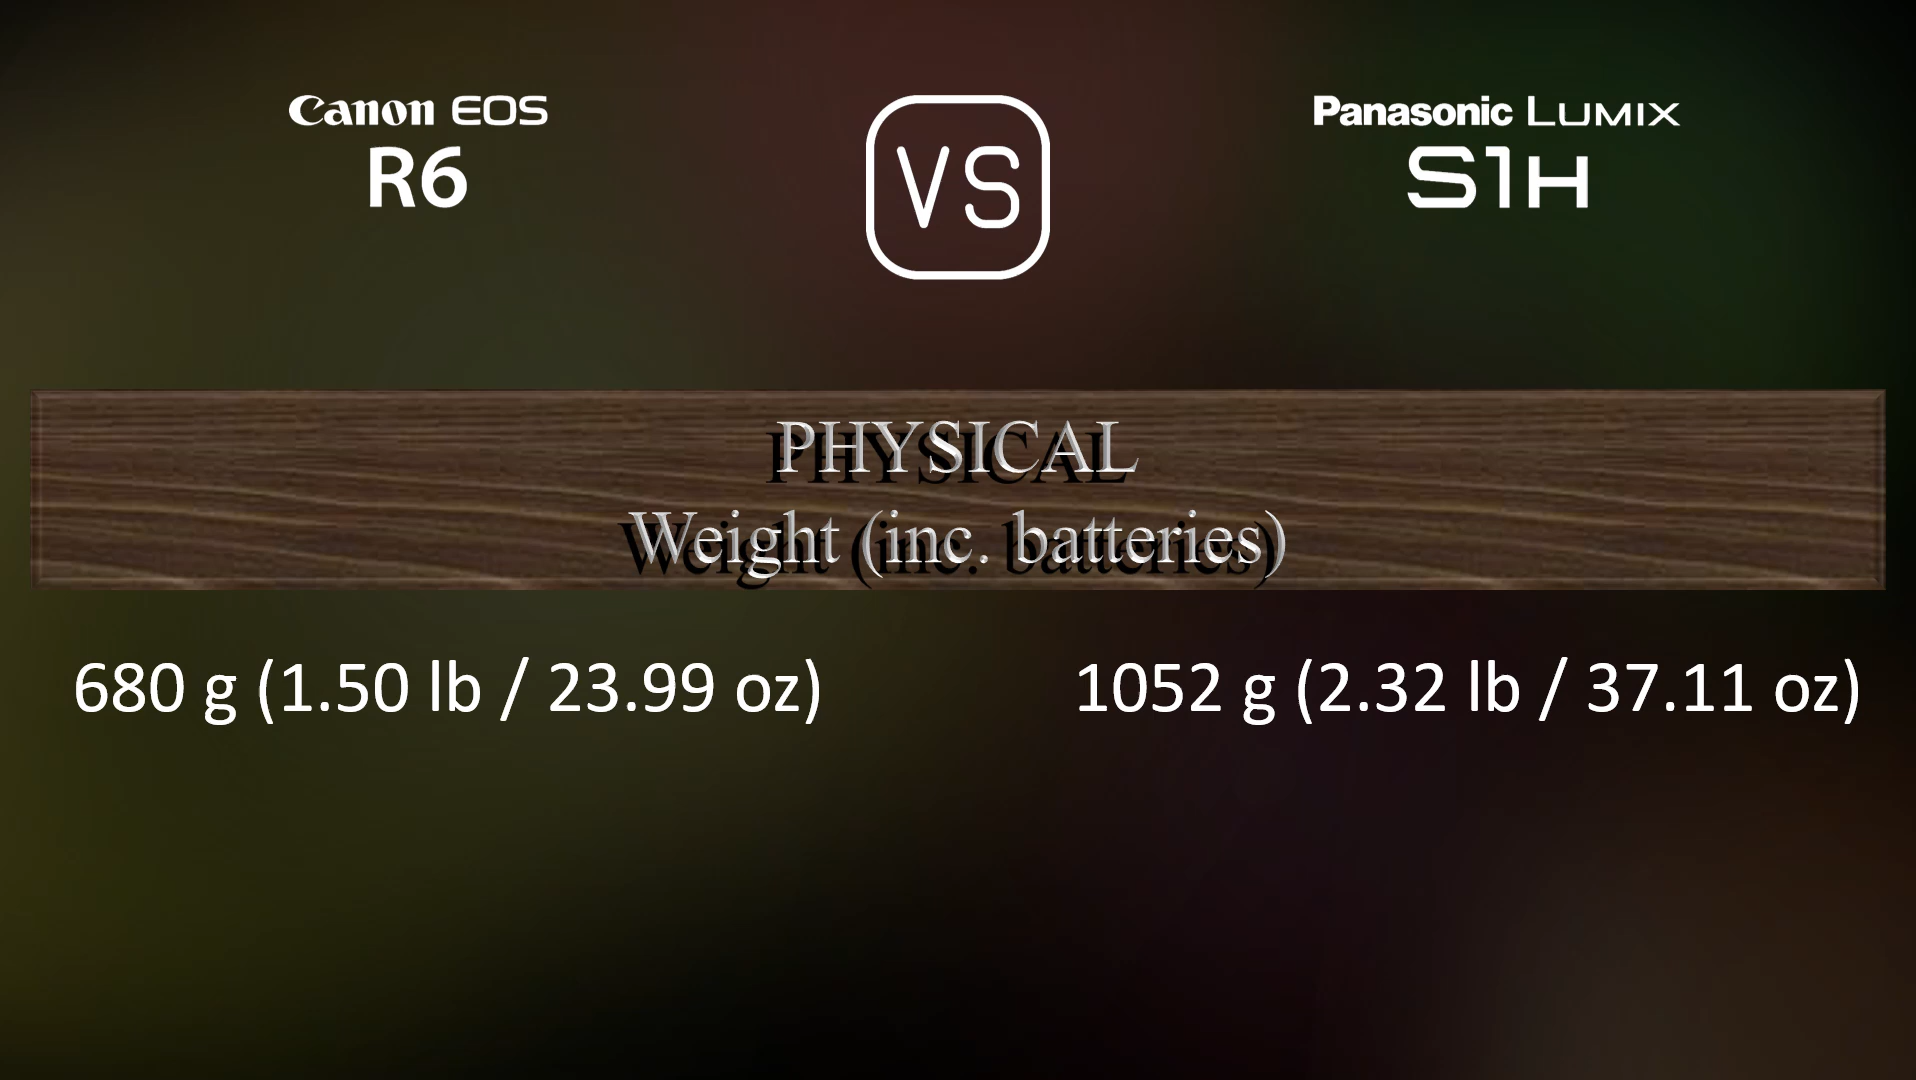 Canon EOS
R6
VS
Panasonic LUMIX
S1H
PHYSICAL
Weight (inc. batteries)
680 g (1.50 lb / 23.99 oz)
1052 g (2.32 lb / 37.11 oz)